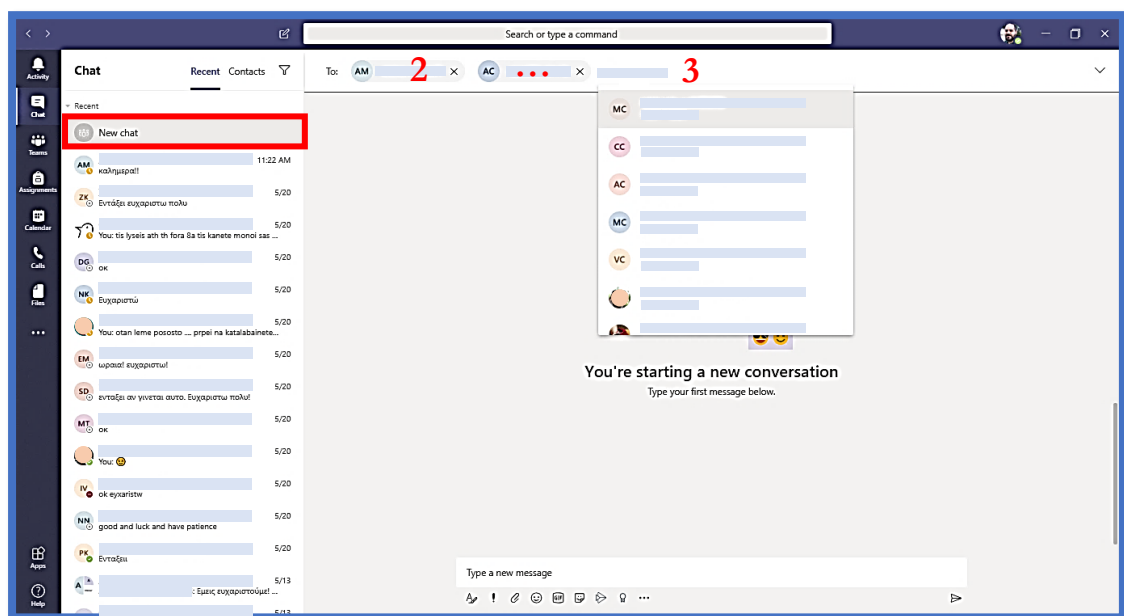 Search or type a command
Activity
Chat
Teams
Assignments
Calendar
Calls
Files
Apps
Help
Chat
Recent Contacts
Recent
New chat
AM 11:22 AM
καλημερα!!
ZK 5/20
Εντάξει ευχαριστω πολυ
5/20
You: tis lyseis ath th fora 8a tis kanete monoi sas ...
DG 5/20
οκ
NK 5/20
Ευχαριστώ
5/20
You: otan leme pososto .... prpei na katalabainete...
EM 5/20
ωραια! ευχαριστω!
SD 5/20
ενταξει αν γινεται αυτο. Ευχαριστω πολυ!
MT 5/20
οκ
5/20
You:
IV 5/20
ok eyxaristw
NN 5/20
good and luck and have patience
PK 5/20
Ενταξει
A 5/13
: Εμεις ευχαριστούμε! ...
5/13
To: AM 2 AC ... 3
MC
CC
AC
MC
VC
You're starting a new conversation
Type your first message below.
Type a new message
GIF